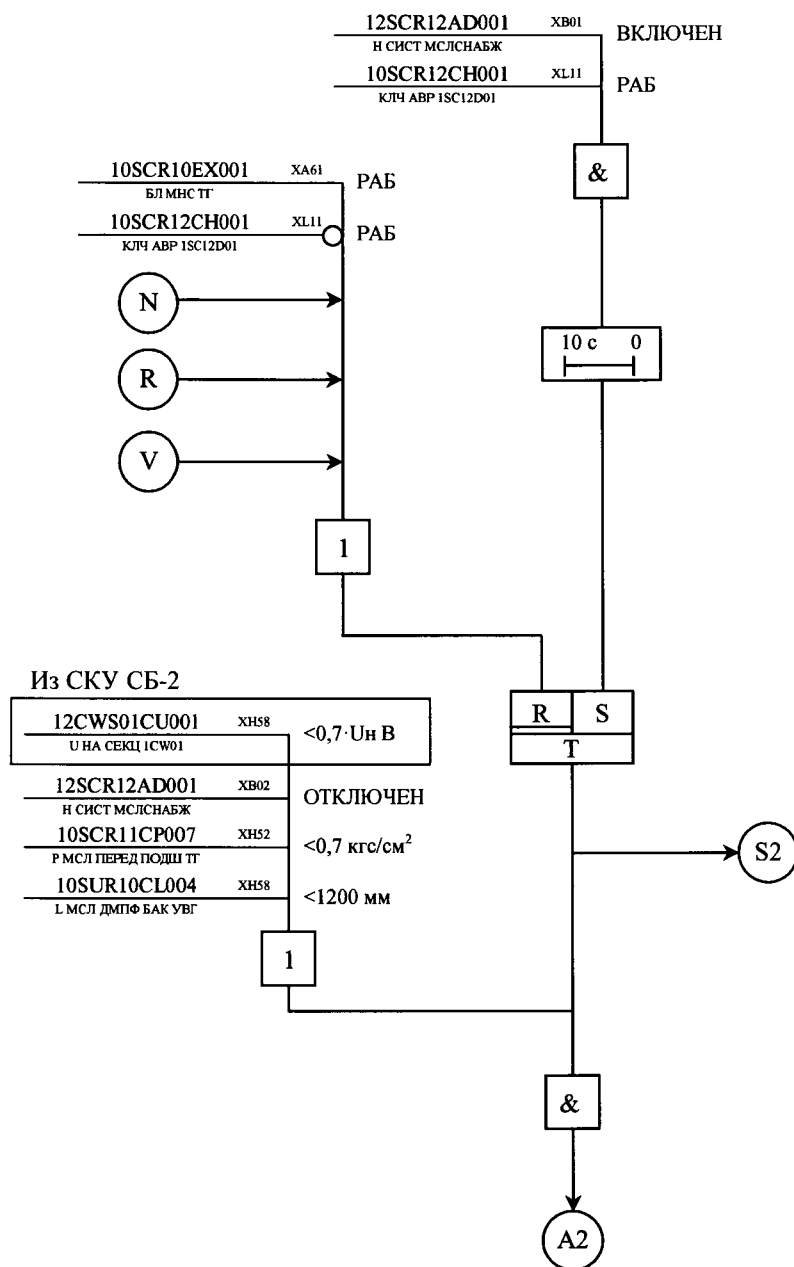 12SCR12AD001 XB01 ВКЛЮЧЕН
Н СИСТ МСЛСНАБЖ
10SCR12CH001 XL11 РАБ
КЛЧ АВР 1SC12D01
&
10SCR10EX001 XA61 РАБ
БЛ МНС ТГ
10SCR12CH001 XL11 РАБ
КЛЧ АВР 1SC12D01
N
10 с 0
R
V
1
Из СКУ СБ-2
R S
T
12CWS01CU001 XH58 <0,7·Uн В
U НА СЕКЦ 1CW01
12SCR12AD001 XB02 ОТКЛЮЧЕН
Н СИСТ МСЛСНАБЖ
10SCR11CP007 XH52 <0,7 кгс/см²
Р МСЛ ПЕРЕД ПОДШ ТГ
S2
10SUR10CL004 XH58 <1200 мм
L МСЛ ДМПФ БАК УВГ
1
&
A2